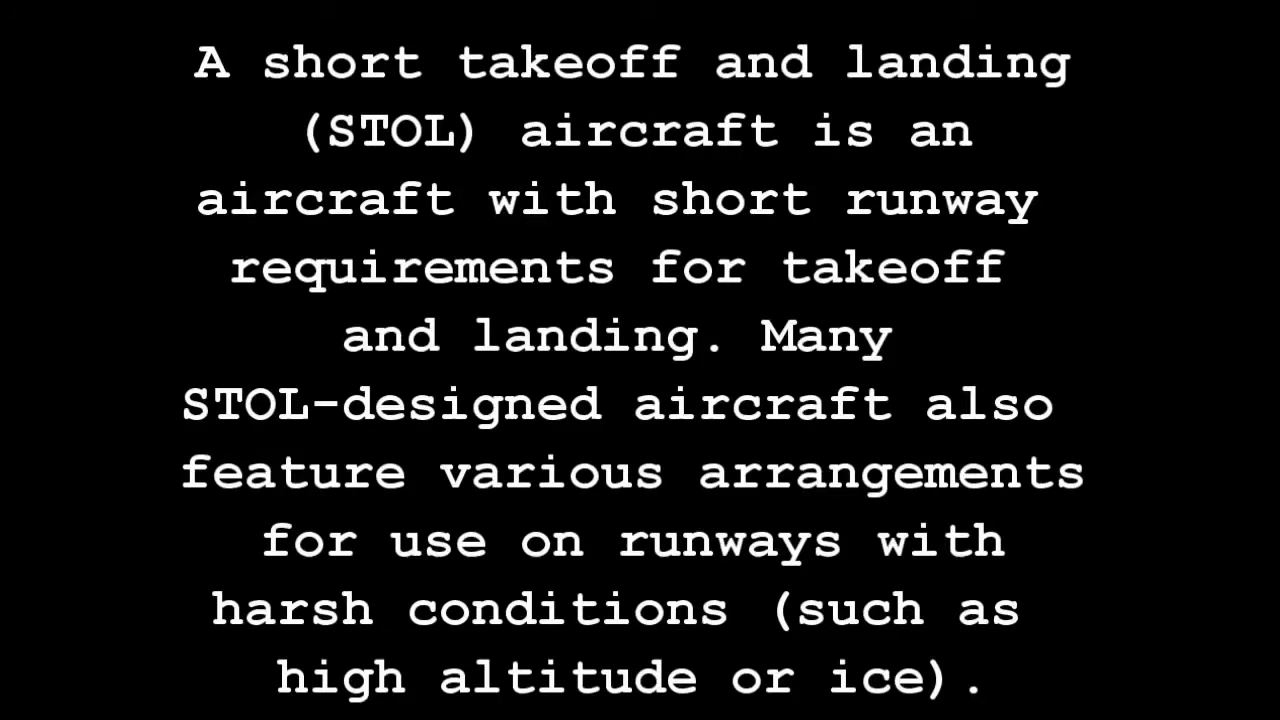 A short takeoff and landing
(STOL) aircraft is an
aircraft with short runway
requirements for takeoff
and landing. Many
STOL-designed aircraft also
feature various arrangements
for use on runways with
harsh conditions (such as
high altitude or ice).